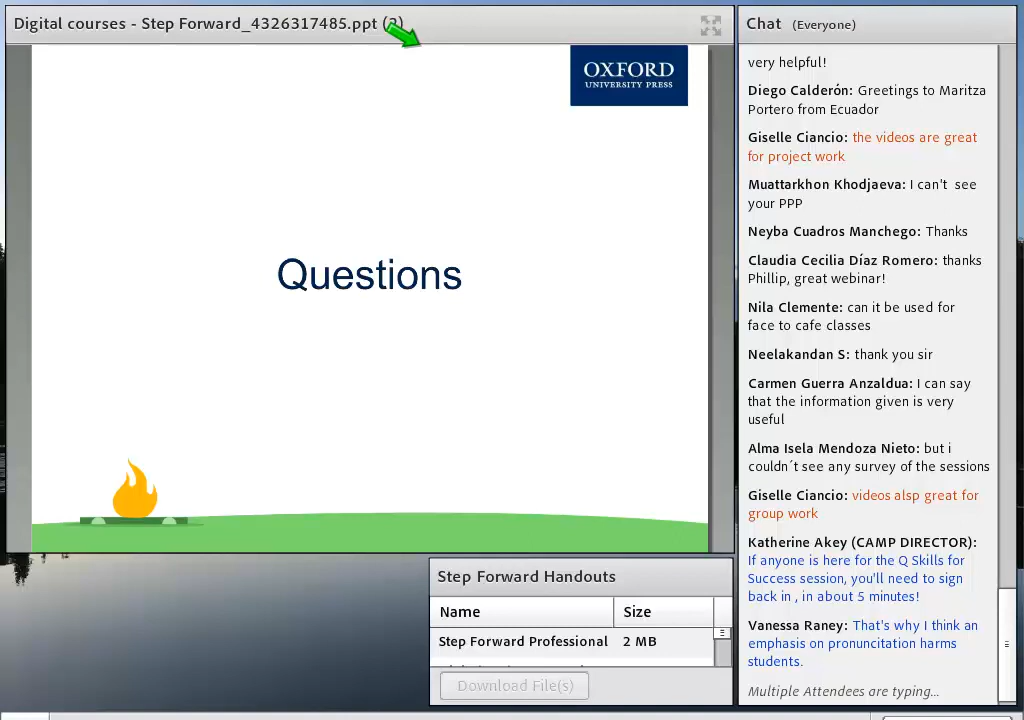 Digital courses - Step Forward_4326317485.ppt (2)
OXFORD
UNIVERSITY PRESS
Questions
Step Forward Handouts
Name Size
Step Forward Professional 2 MB
Download File(s)
Chat (Everyone)
very helpful!
Diego Calderón: Greetings to Maritza
Portero from Ecuador
Giselle Ciancio: the videos are great
for project work
Muattarkhon Khodjaeva: I can't see
your PPP
Neyba Cuadros Manchego: Thanks
Claudia Cecilia Díaz Romero: thanks
Phillip, great webinar!
Nila Clemente: can it be used for
face to cafe classes
Neelakandan S: thank you sir
Carmen Guerra Anzaldua: I can say
that the information given is very
useful
Alma Isela Mendoza Nieto: but i
couldn´t see any survey of the sessions
Giselle Ciancio: videos alsp great for
group work
Katherine Akey (CAMP DIRECTOR):
If anyone is here for the Q Skills for
Success session, you'll need to sign
back in , in about 5 minutes!
Vanessa Raney: That's why I think an
emphasis on pronuncitation harms
students.
Multiple Attendees are typing...